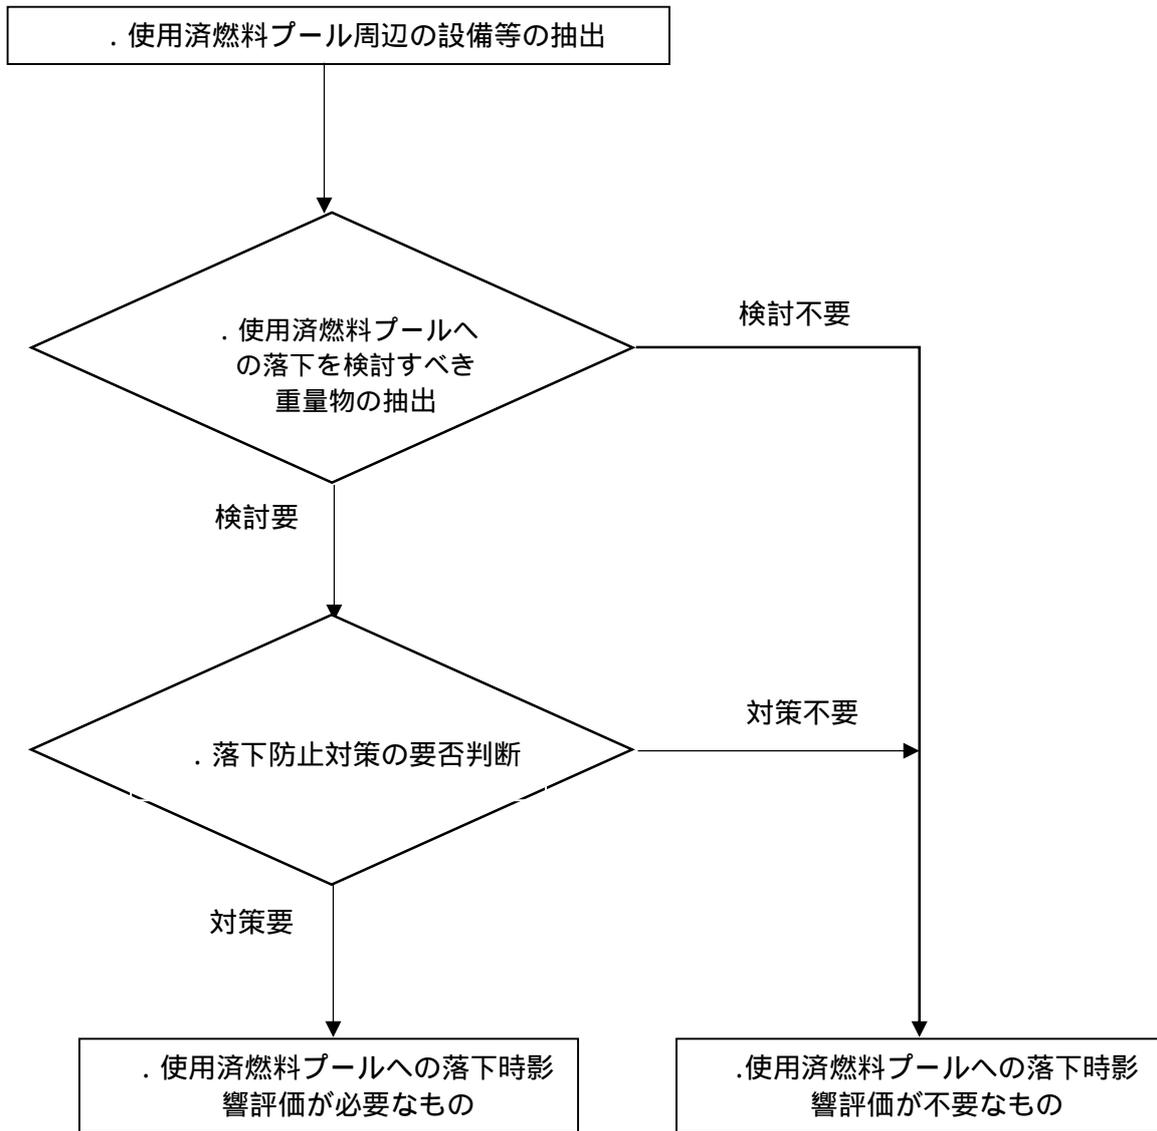 . 使用済燃料プール周辺の設備等の抽出
検討不要
. 使用済燃料プールへ
の落下を検討すべき
重量物の抽出
検討要
対策不要
. 落下防止対策の要否判断
対策要
. 使用済燃料プールへの落下時影
響評価が必要なもの
.使用済燃料プールへの落下時影
響評価が不要なもの